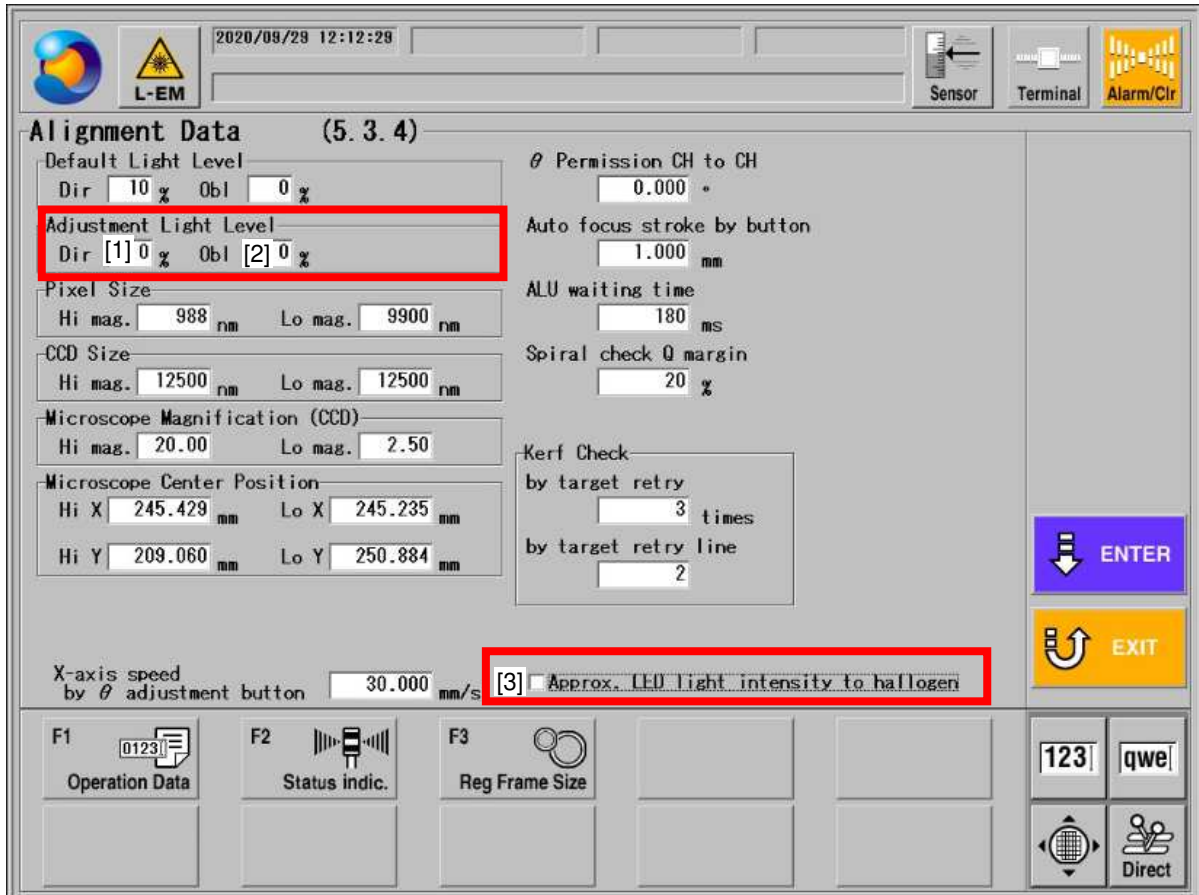 2020/09/29 12:12:29
L-EM
Sensor
Terminal
Alarm/Clr
Alignment Data (5.3.4)
Default Light Level
Dir 10 % Obl 0 %
Adjustment Light Level
Dir [1] 0 % Obl [2] 0 %
Pixel Size
Hi mag. 988 nm Lo mag. 9900 nm
CCD Size
Hi mag. 12500 nm Lo mag. 12500 nm
Microscope Magnification (CCD)
Hi mag. 20.00 Lo mag. 2.50
Microscope Center Position
Hi X 245.429 mm Lo X 245.235 mm
Hi Y 209.060 mm Lo Y 250.884 mm
θ Permission CH to CH
0.000 °
Auto focus stroke by button
1.000 mm
ALU waiting time
180 ms
Spiral check Q margin
20 %
Kerf Check
by target retry
3 times
by target retry line
2
ENTER
EXIT
X-axis speed
by θ adjustment button 30.000 mm/s
[3] Approx. LED light intensity to hallogen
F1 0123
Operation Data
F2
Status indic.
F3
Reg Frame Size
123
qwe
Direct